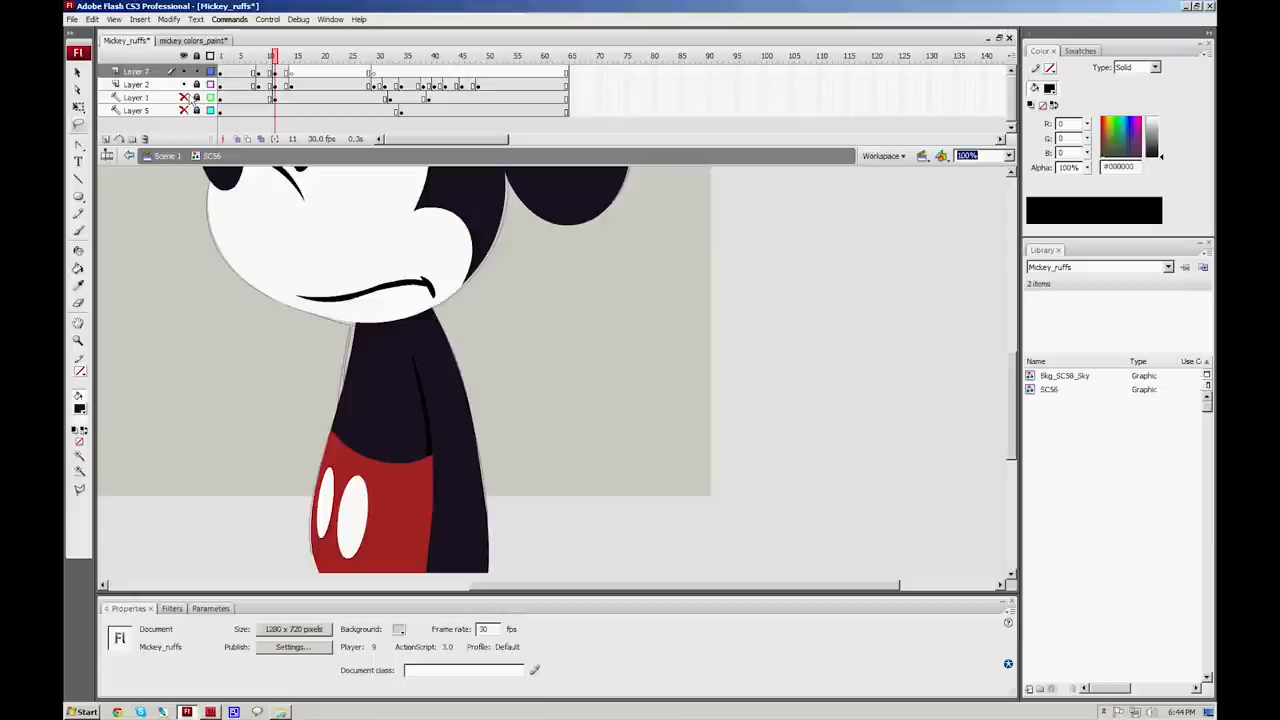 Adobe Flash CS3 Professional - [Mickey_ruffs*]
File Edit View Insert Modify Text Commands Control Debug Window Help
Fl
Mickey_ruffs* mickey colors_paint*
1 5 10 15 20 25 30 35 40 45 50 55 60 65 70 75 80 85 90 95 100 105 110 115 120 125 130 135 140
Layer 7
Layer 2
Layer 1
Layer 5
11 30.0 fps 0.3s
Scene 1 SC56 Workspace 100%
Color Swatches
Type: Solid
R: 0
G: 0
B: 0
Alpha: 100% #000000
Library
Mickey_ruffs
2 items
Name Type Use C
Bkg_SC58_Sky Graphic
SC56 Graphic
Properties Filters Parameters
Fl Document Size: 1280 x 720 pixels Background: Frame rate: 30 fps
Mickey_ruffs Publish: Settings... Player: 9 ActionScript: 3.0 Profile: Default
Document class:
Start 6:44 PM